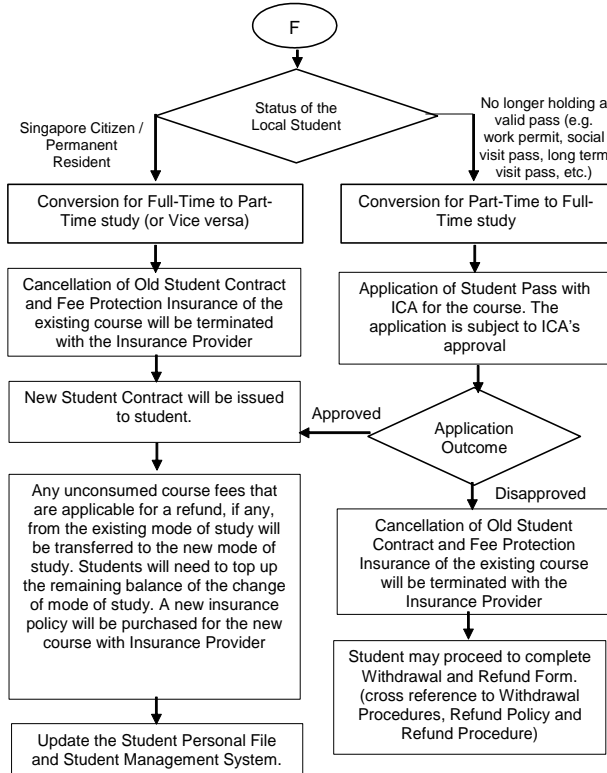 F
Status of the
Local Student
Singapore Citizen /
Permanent
Resident
No longer holding a
valid pass (e.g.
work permit, social
visit pass, long term
visit pass, etc.)
Conversion for Full-Time to Part-
Time study (or Vice versa)
Conversion for Part-Time to Full-
Time study
Cancellation of Old Student Contract
and Fee Protection Insurance of the
existing course will be terminated
with the Insurance Provider
Application of Student Pass with
ICA for the course. The
application is subject to ICA's
approval
New Student Contract will be issued
to student.
Approved
Application
Outcome
Disapproved
Any unconsumed course fees that
are applicable for a refund, if any,
from the existing mode of study will
be transferred to the new mode of
study. Students will need to top up
the remaining balance of the change
of mode of study. A new insurance
policy will be purchased for the new
course with Insurance Provider
Cancellation of Old Student
Contract and Fee Protection
Insurance of the existing course
will be terminated with the
Insurance Provider
Student may proceed to complete
Withdrawal and Refund Form.
(cross reference to Withdrawal
Procedures, Refund Policy and
Refund Procedure)
Update the Student Personal File
and Student Management System.